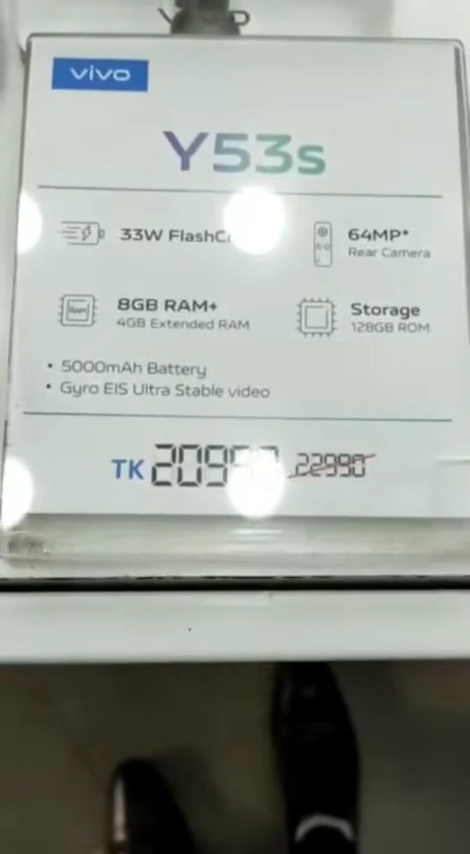 vivo
Y53s
33W
64MP*
Rear Camera
8GB RAM+
4GB Extended RAM
Storage
128GB ROM
• 5000mAh Battery
• Gyro EIS Ultra Stable video
TK 22990